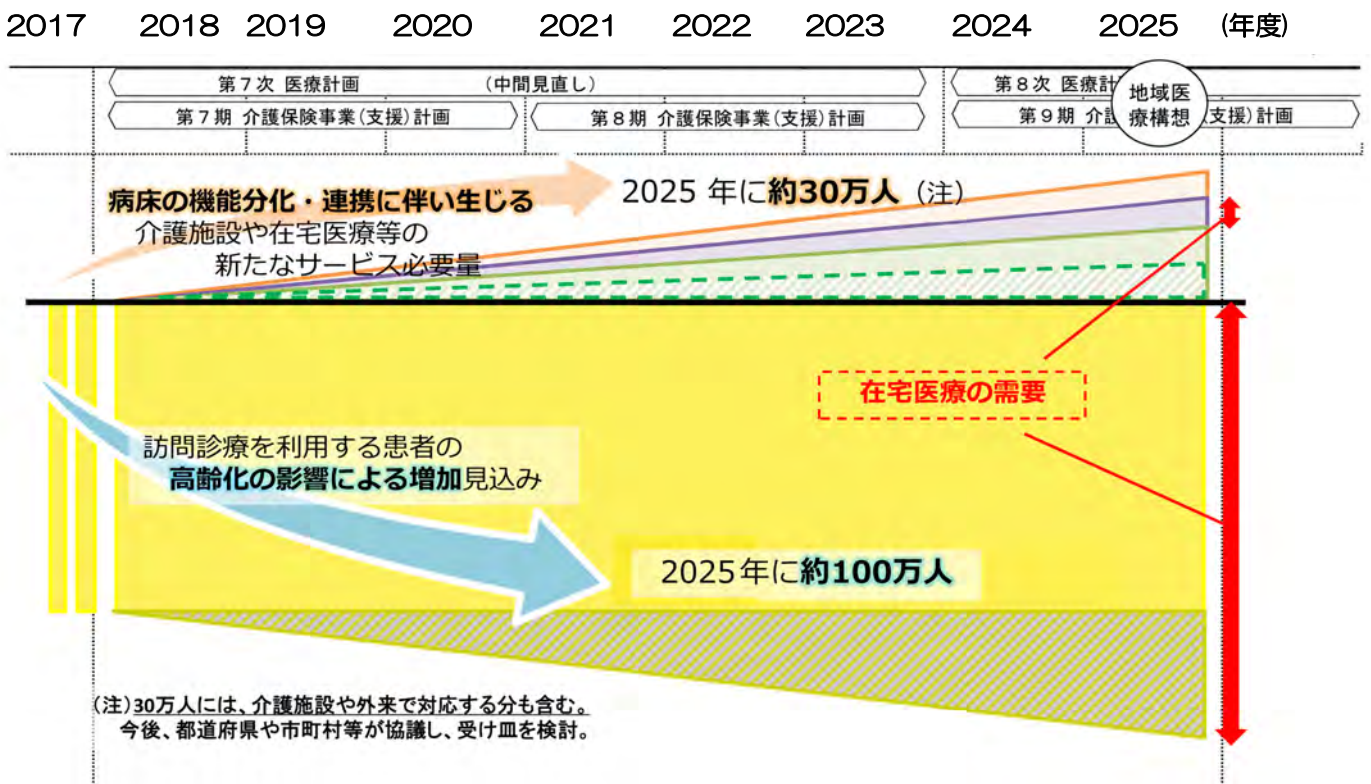 2017 2018 2019 2020 2021 2022 2023 2024 2025 (年度)
第7次 医療計画 (中間見直し) 第8次 医療計
第7期 介護保険事業(支援)計画 第8期 介護保険事業(支援)計画 第9期 介護 支援)計画
地域医
療構想
病床の機能分化・連携に伴い生じる
介護施設や在宅医療等の
新たなサービス必要量
2025 年に約30万人 (注)
在宅医療の需要
訪問診療を利用する患者の
高齢化の影響による増加見込み
2025年に約100万人
(注)30万人には、介護施設や外来で対応する分も含む。
今後、都道府県や市町村等が協議し、受け皿を検討。